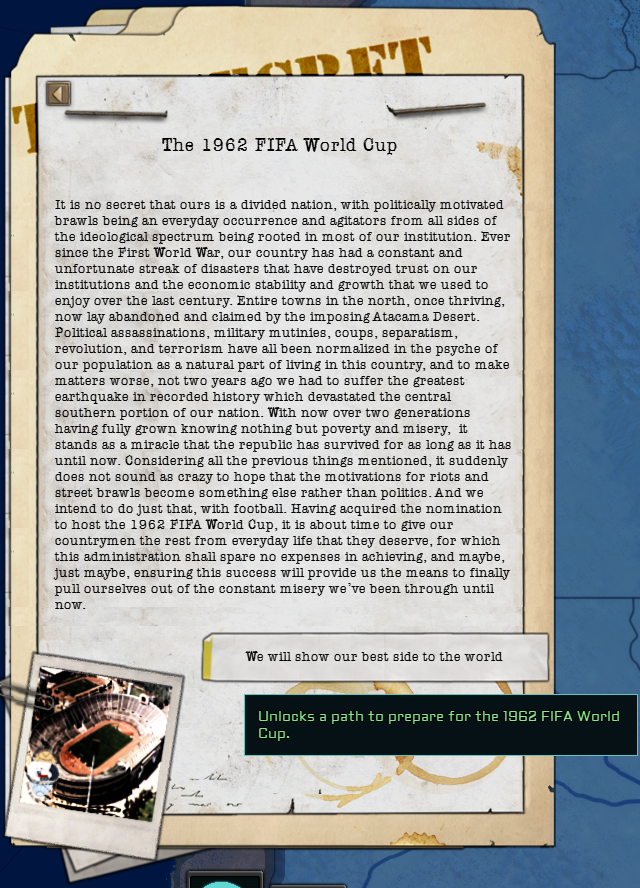 SECRET
The 1962 FIFA World Cup
It is no secret that ours is a divided nation, with politically motivated
brawls being an everyday occurrence and agitators from all sides of
the ideological spectrum being rooted in most of our institution. Ever
since the First World War, our country has had a constant and
unfortunate streak of disasters that have destroyed trust on our
institutions and the economic stability and growth that we used to
enjoy over the last century. Entire towns in the north, once thriving,
now lay abandoned and claimed by the imposing Atacama Desert.
Political assassinations, military mutinies, coups, separatism,
revolution, and terrorism have all been normalized in the psyche of
our population as a natural part of living in this country, and to make
matters worse, not two years ago we had to suffer the greatest
earthquake in recorded history which devastated the central
southern portion of our nation. With now over two generations
having fully grown knowing nothing but poverty and misery, it
stands as a miracle that the republic has survived for as long as it has
until now. Considering all the previous things mentioned, it suddenly
does not sound as crazy to hope that the motivations for riots and
street brawls become something else rather than politics. And we
intend to do just that, with football. Having acquired the nomination
to host the 1962 FIFA World Cup, it is about time to give our
countrymen the rest from everyday life that they deserve, for which
this administration shall spare no expenses in achieving, and maybe,
just maybe, ensuring this success will provide us the means to finally
pull ourselves out of the constant misery we've been through until
now.
We will show our best side to the world
Unlocks a path to prepare for the 1962 FIFA World
Cup.